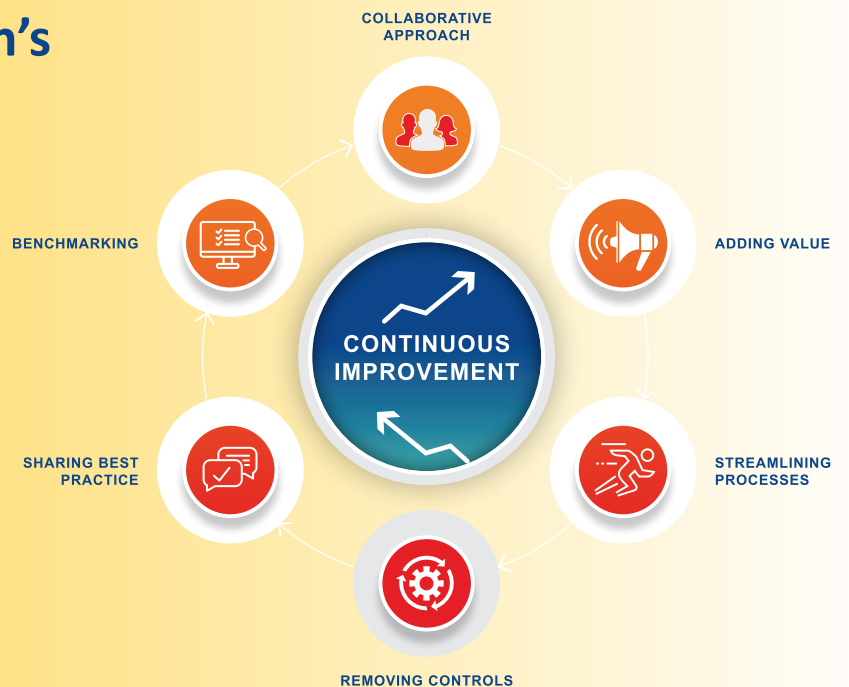 n's
COLLABORATIVE
APPROACH
BENCHMARKING
ADDING VALUE
CONTINUOUS
IMPROVEMENT
SHARING BEST
PRACTICE
STREAMLINING
PROCESSES
REMOVING CONTROLS